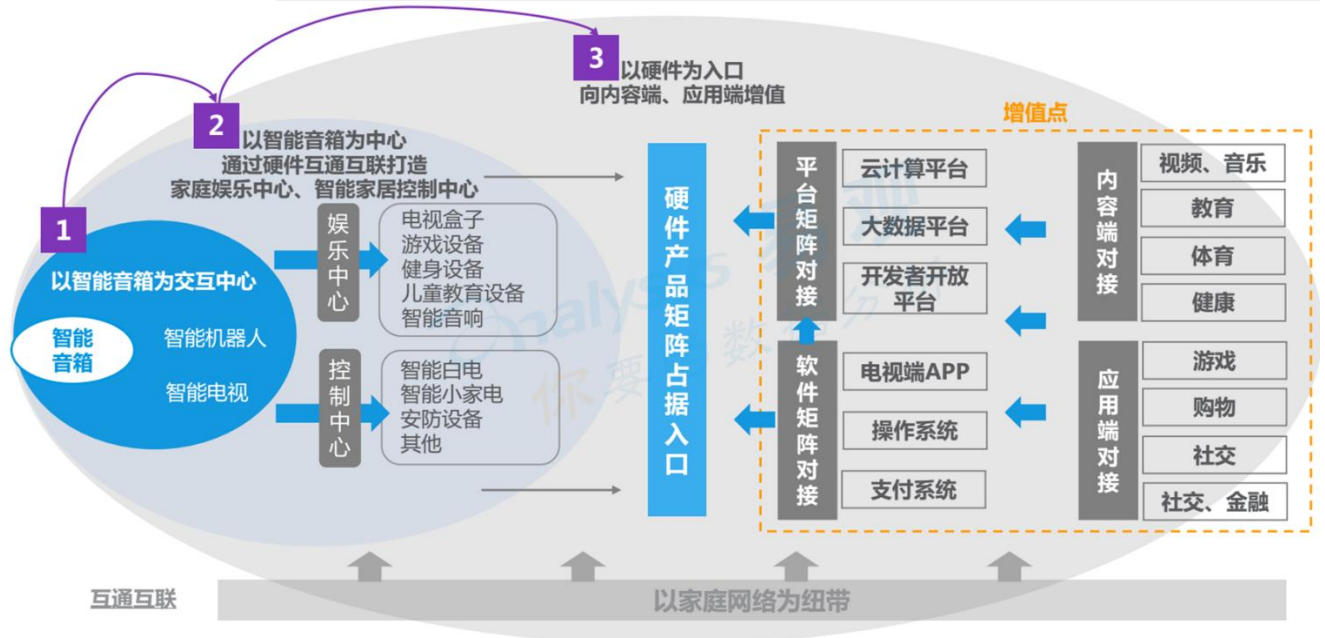 3
以硬件为入口
向内容端、应用端增值
2
以智能音箱为中心
通过硬件互通互联打造
家庭娱乐中心、智能家居控制中心
1
以智能音箱为交互中心
智能
音箱
智能机器人
智能电视
娱乐中心
电视盒子
游戏设备
健身设备
儿童教育设备
智能音响
控制中心
智能白电
智能小家电
安防设备
其他
硬件产品矩阵占据入口
增值点
平台矩阵对接
云计算平台
大数据平台
开发者开放
平台
软件矩阵对接
电视端APP
操作系统
支付系统
内容端对接
视频、音乐
教育
体育
健康
应用端对接
游戏
购物
社交
社交、金融
互通互联
以家庭网络为纽带
nalysys 易观
你要
数